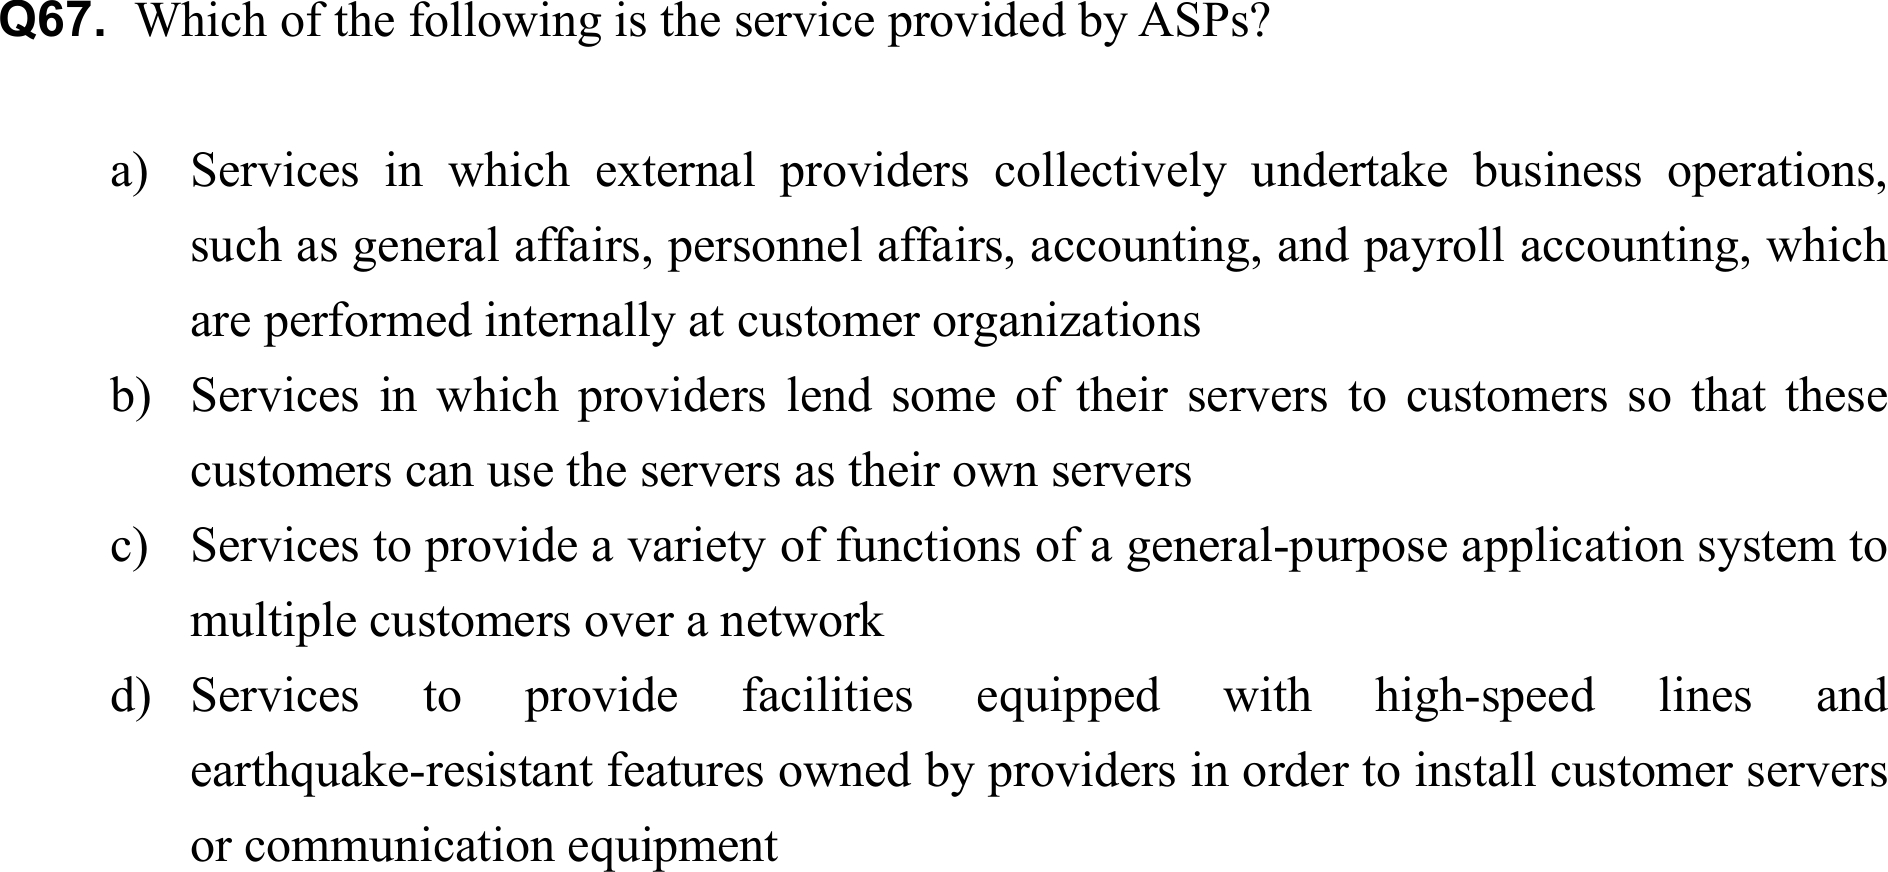 Q67. Which of the following is the service provided by ASPs?
a) Services in which external providers collectively undertake business operations,
such as general affairs, personnel affairs, accounting, and payroll accounting, which
are performed internally at customer organizations
b) Services in which providers lend some of their servers to customers so that these
customers can use the servers as their own servers
c) Services to provide a variety of functions of a general-purpose application system to
multiple customers over a network
d) Services to provide facilities equipped with high-speed lines and
earthquake-resistant features owned by providers in order to install customer servers
or communication equipment